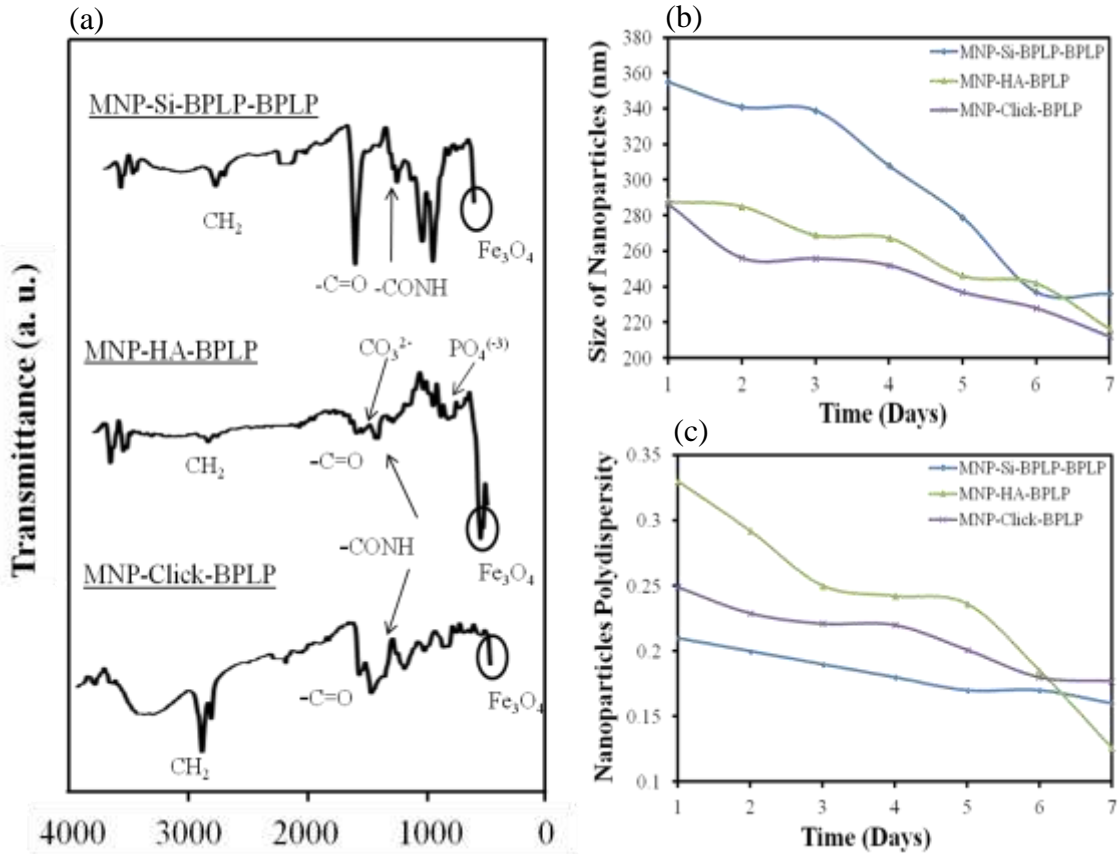 (a)
MNP-Si-BPLP-BPLP
CH₂
-C=O
-CONH
Fe₃O₄
MNP-HA-BPLP
CO₃²⁻
PO₄⁽⁻³⁾
CH₂
-C=O
-CONH
Fe₃O₄
MNP-Click-BPLP
CH₂
-C=O
Fe₃O₄
Transmittance (a. u.)
4000 3000 2000 1000 0
(b)
Size of Nanoparticles (nm)
380
360
340
320
300
280
260
240
220
200
MNP-Si-BPLP-BPLP
MNP-HA-BPLP
MNP-Click-BPLP
1 2 3 4 5 6 7
Time (Days)
(c)
Nanoparticles Polydispersity
0.35
0.3
0.25
0.2
0.15
0.1
MNP-Si-BPLP-BPLP
MNP-HA-BPLP
MNP-Click-BPLP
1 2 3 4 5 6 7
Time (Days)